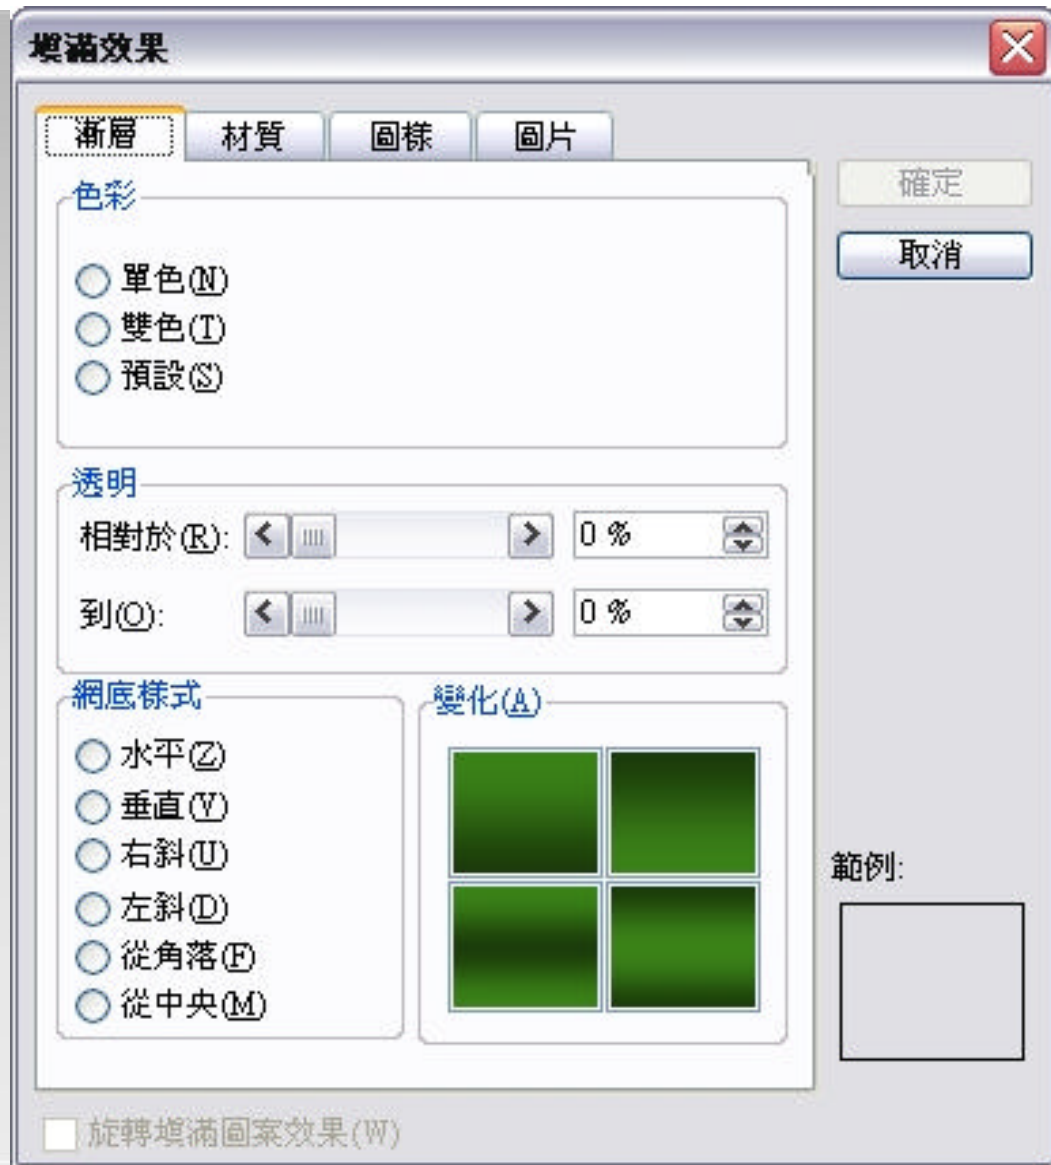 填滿效果
漸層 材質 圖樣 圖片
確定
取消
色彩
單色(N)
雙色(T)
預設(S)
透明
相對於(R): 0 %
到(O): 0 %
網底樣式
水平(Z)
垂直(V)
右斜(U)
左斜(D)
從角落(F)
從中央(M)
變化(A)
範例:
旋轉填滿圖案效果(W)